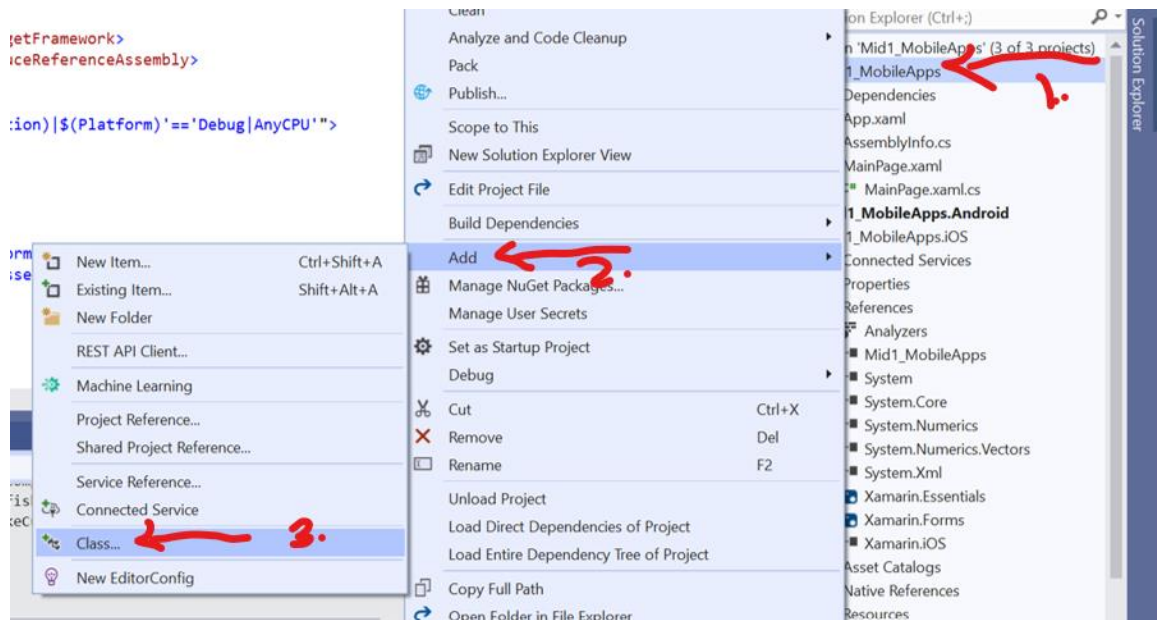 getFramework>
uceReferenceAssembly>
tion)|$(Platform)'=='Debug|AnyCPU'">
orm
sse
New Item... Ctrl+Shift+A
Existing Item... Shift+Alt+A
New Folder
REST API Client...
Machine Learning
Project Reference...
Shared Project Reference...
Service Reference...
Connected Service
Class... 3.
New EditorConfig
Clean
Analyze and Code Cleanup
Pack
Publish...
Scope to This
New Solution Explorer View
Edit Project File
Build Dependencies
Add 2.
Manage NuGet Packages...
Manage User Secrets
Set as Startup Project
Debug
Cut Ctrl+X
Remove Del
Rename F2
Unload Project
Load Direct Dependencies of Project
Load Entire Dependency Tree of Project
Copy Full Path
Open Folder in File Explorer
ion Explorer (Ctrl+;)
n 'Mid1_MobileApps' (3 of 3 projects)
1_MobileApps 1.
Dependencies
App.xaml
AssemblyInfo.cs
MainPage.xaml
MainPage.xaml.cs
1_MobileApps.Android
1_MobileApps.iOS
Connected Services
Properties
References
Analyzers
Mid1_MobileApps
System
System.Core
System.Numerics
System.Numerics.Vectors
System.Xml
Xamarin.Essentials
Xamarin.Forms
Xamarin.iOS
Asset Catalogs
Native References
Resources
Solution Explorer